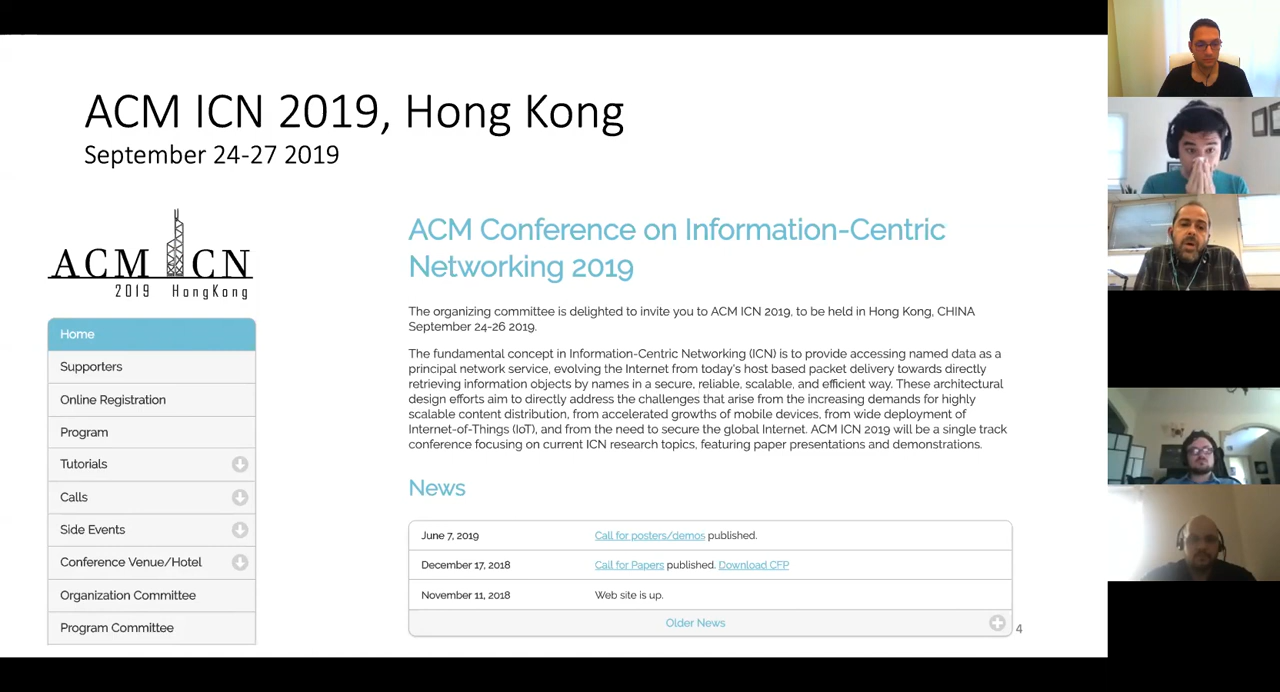 ACM ICN 2019, Hong Kong
September 24-27 2019
ACM ICN
2019 HongKong
Home
Supporters
Online Registration
Program
Tutorials
Calls
Side Events
Conference Venue/Hotel
Organization Committee
Program Committee
ACM Conference on Information-Centric
Networking 2019
The organizing committee is delighted to invite you to ACM ICN 2019, to be held in Hong Kong, CHINA
September 24-26 2019.
The fundamental concept in Information-Centric Networking (ICN) is to provide accessing named data as a
principal network service, evolving the Internet from today's host based packet delivery towards directly
retrieving information objects by names in a secure, reliable, scalable, and efficient way. These architectural
design efforts aim to directly address the challenges that arise from the increasing demands for highly
scalable content distribution, from accelerated growths of mobile devices, from wide deployment of
Internet-of-Things (IoT), and from the need to secure the global Internet. ACM ICN 2019 will be a single track
conference focusing on current ICN research topics, featuring paper presentations and demonstrations.
News
June 7, 2019 Call for posters/demos published.
December 17, 2018 Call for Papers published. Download CFP
November 11, 2018 Web site is up.
Older News
4